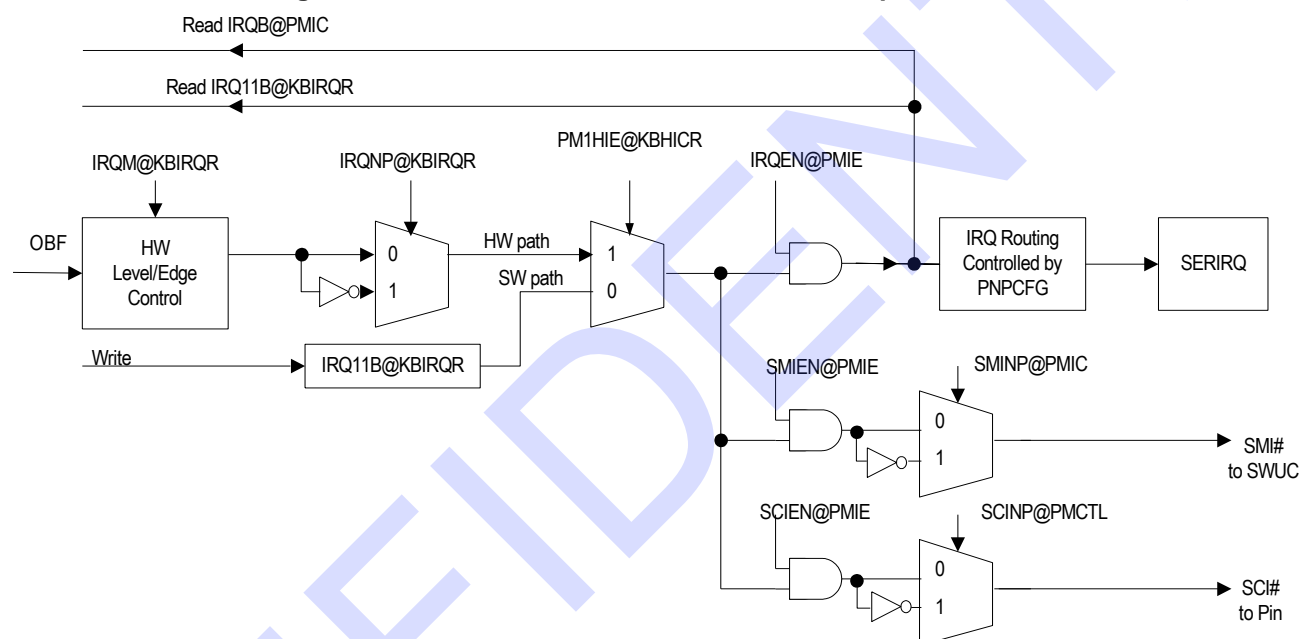 Read IRQB@PMIC
Read IRQ11B@KBIRQR
PM1HIE@KBHICR
IRQM@KBIRQR
IRQNP@KBIRQR
IRQEN@PMIE
OBF
HW
Level/Edge
Control
0
1
HW path
SW path
1
0
IRQ Routing
Controlled by
PNPCFG
SERIRQ
Write
IRQ11B@KBIRQR
SMIEN@PMIE
SMINP@PMIC
0
1
SMI#
to SWUC
SCIEN@PMIE
SCINP@PMCTL
0
1
SCI#
to Pin